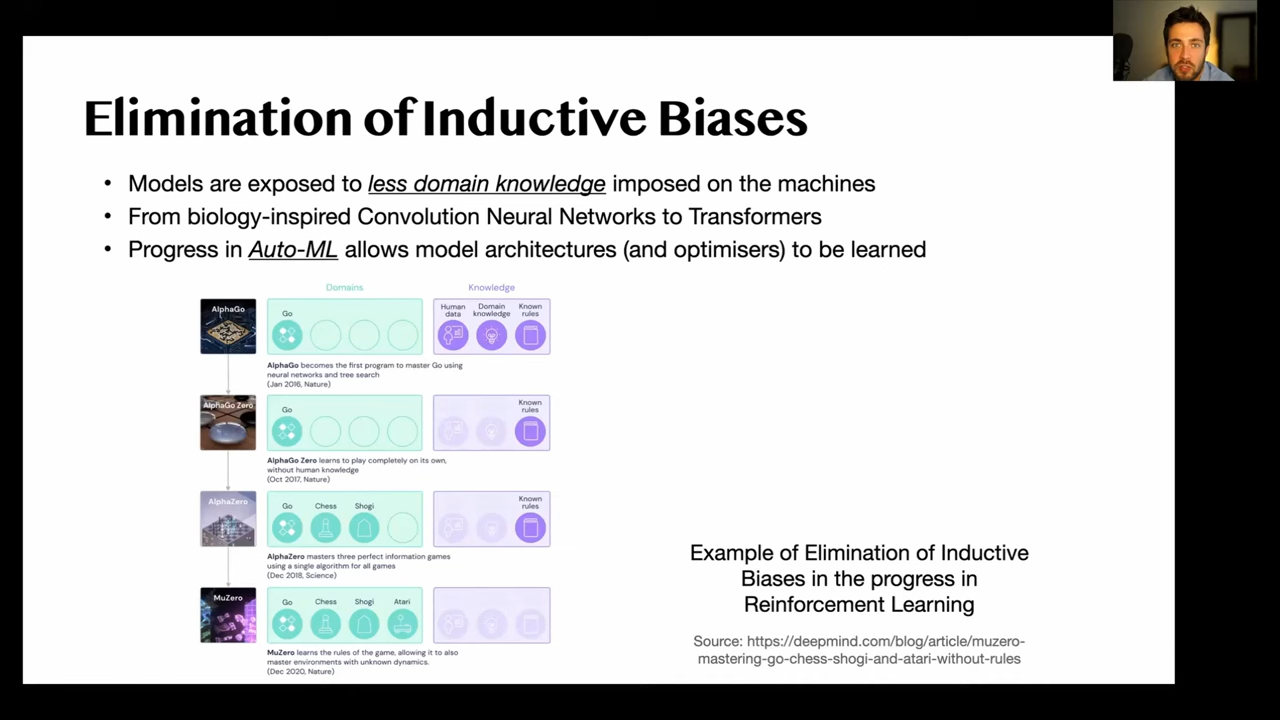 Elimination of Inductive Biases
• Models are exposed to less domain knowledge imposed on the machines
• From biology-inspired Convolution Neural Networks to Transformers
• Progress in Auto-ML allows model architectures (and optimisers) to be learned
Domains
Knowledge
AlphaGo
Go
Human data
Domain knowledge
Known rules
AlphaGo becomes the first program to master Go using
neural networks and tree search
(Jan 2016, Nature)
AlphaGo Zero
Go
Known rules
AlphaGo Zero learns to play completely on its own,
without human knowledge
(Oct 2017, Nature)
AlphaZero
Go
Chess
Shogi
Known rules
AlphaZero masters three perfect information games
using a single algorithm for all games
(Dec 2018, Science)
MuZero
Go
Chess
Shogi
Atari
MuZero learns the rules of the game, allowing it to also
master environments with unknown dynamics.
(Dec 2020, Nature)
Example of Elimination of Inductive
Biases in the progress in
Reinforcement Learning
Source: https://deepmind.com/blog/article/muzero-
mastering-go-chess-shogi-and-atari-without-rules